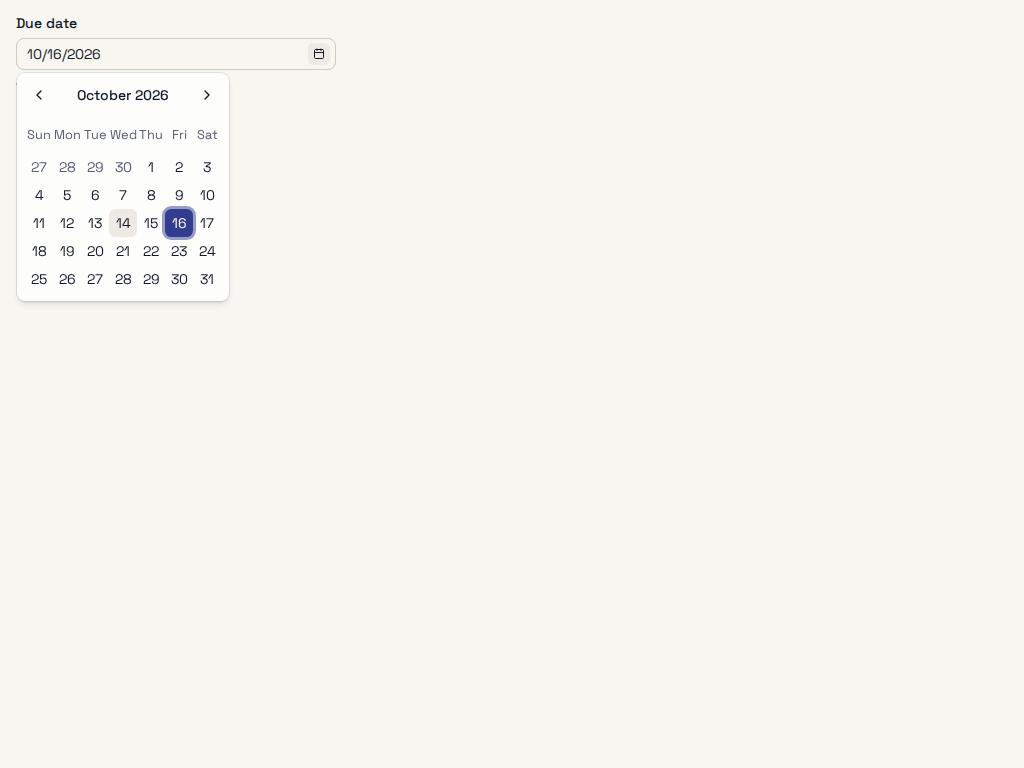 Due date
10/16/2026
October 2026
Sun Mon Tue Wed Thu Fri Sat
27 28 29 30 1 2 3
4 5 6 7 8 9 10
11 12 13 14 15 16 17
18 19 20 21 22 23 24
25 26 27 28 29 30 31